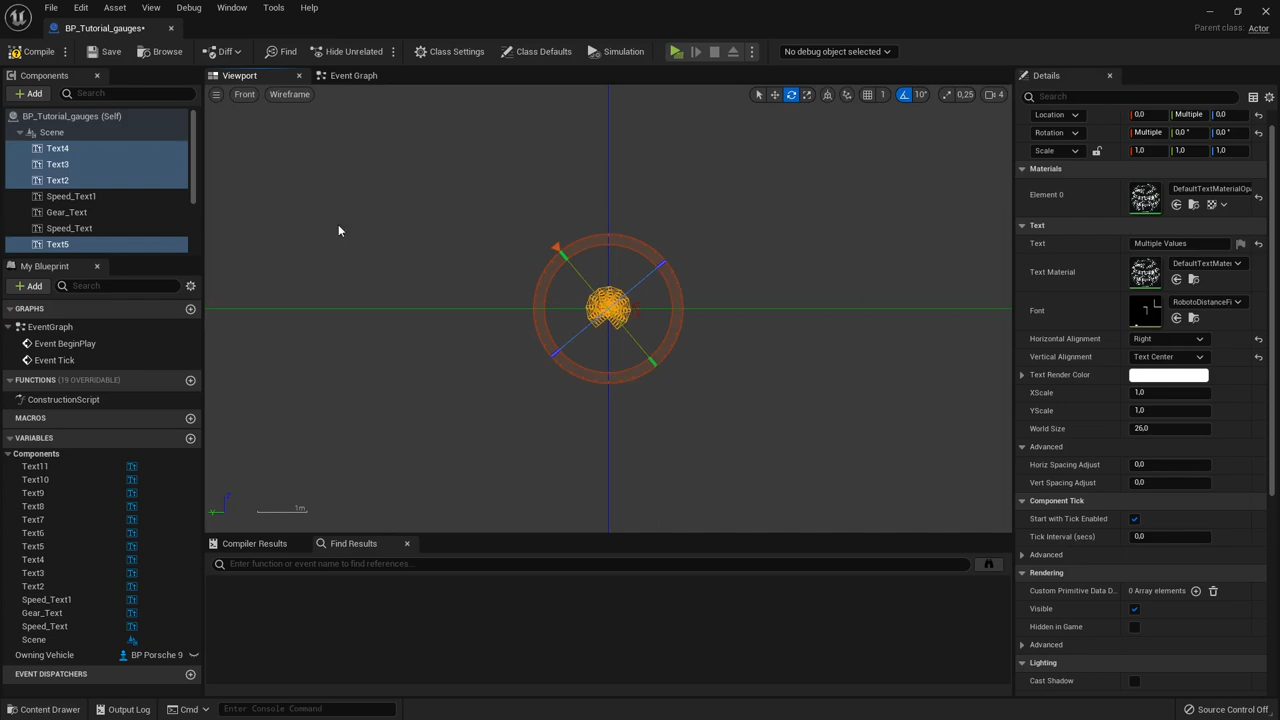 File Edit Asset View Debug Window Tools Help
BP_Tutorial_gauges*
Parent class: Actor
Compile Save Browse Diff Find Hide Unrelated Class Settings Class Defaults Simulation No debug object selected
Components
Add Search
BP_Tutorial_gauges (Self)
Scene
Text4
Text3
Text2
Speed_Text1
Gear_Text
Speed_Text
Text5
My Blueprint
Add Search
GRAPHS
EventGraph
Event BeginPlay
Event Tick
FUNCTIONS (19 OVERRIDABLE)
ConstructionScript
MACROS
VARIABLES
Components
Text11
Text10
Text9
Text8
Text7
Text6
Text5
Text4
Text3
Text2
Speed_Text1
Gear_Text
Speed_Text
Scene
Owning Vehicle BP Porsche 9
EVENT DISPATCHERS
Viewport Event Graph
Front Wireframe 1 10° 0,25 4
1m
Compiler Results Find Results
Enter function or event name to find references...
Details
Search
Location 0,0 Multiple 0,0
Rotation Multiple 0,0 ° 0,0 °
Scale 1,0 1,0 1,0
Materials
Element 0 DefaultTextMaterialOpa
Text
Text Multiple Values
Text Material DefaultTextMate
Font RobotoDistanceFi
Horizontal Alignment Right
Vertical Alignment Text Center
Text Render Color
XScale 1,0
YScale 1,0
World Size 26,0
Advanced
Horiz Spacing Adjust 0,0
Vert Spacing Adjust 0,0
Component Tick
Start with Tick Enabled
Tick Interval (secs) 0,0
Advanced
Rendering
Custom Primitive Data D... 0 Array elements
Visible
Hidden in Game
Advanced
Lighting
Cast Shadow
Content Drawer Output Log Cmd Enter Console Command Source Control Off